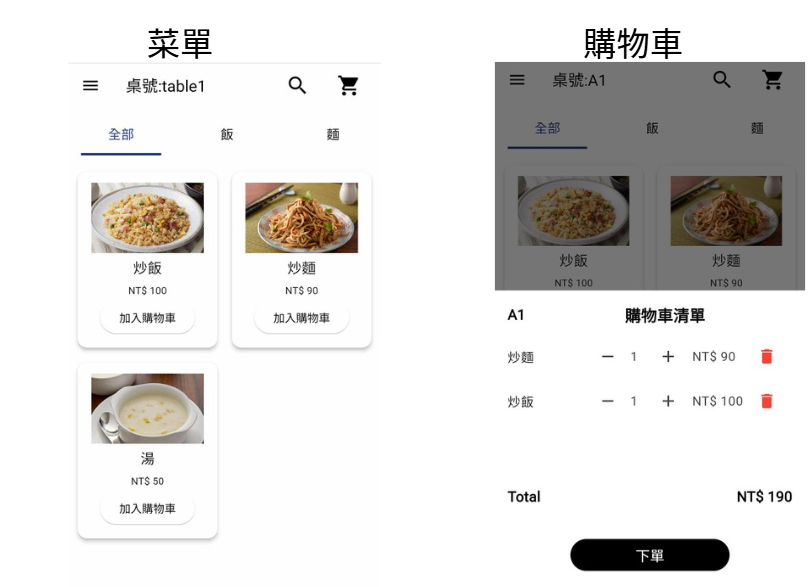 菜單
桌號:table1
全部 飯 麵
炒飯
NT$ 100
加入購物車
炒麵
NT$ 90
加入購物車
湯
NT$ 50
加入購物車
購物車
桌號:A1
全部 飯 麵
炒飯
NT$ 100
炒麵
NT$ 90
A1 購物車清單
炒麵 — 1 + NT$ 90
炒飯 — 1 + NT$ 100
Total NT$ 190
下單